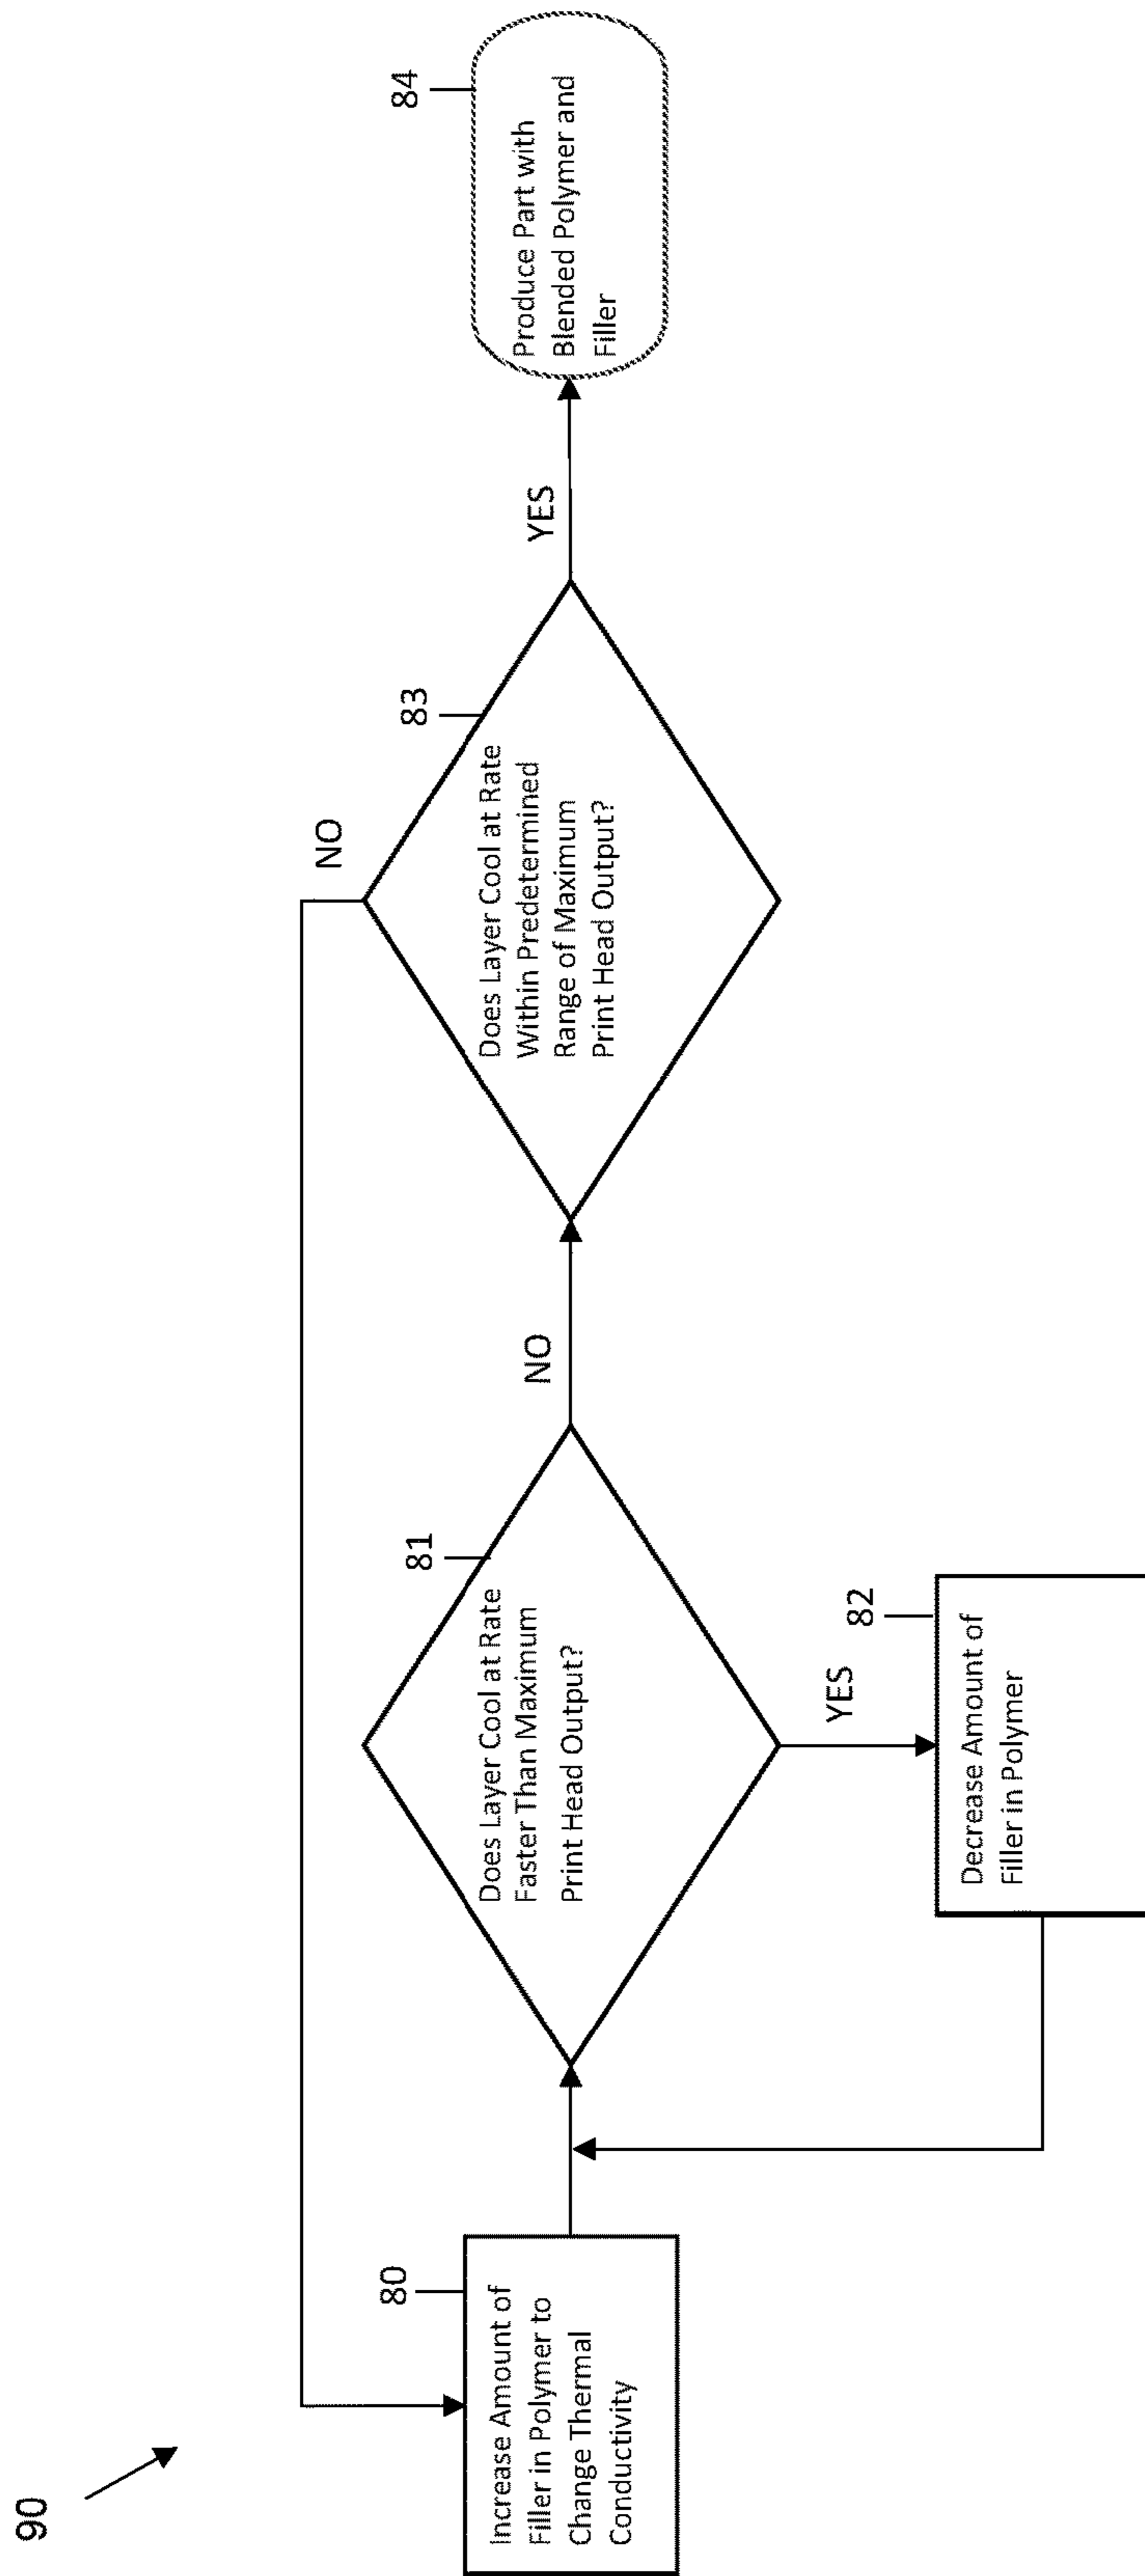 90
80
Increase Amount of
Filler in Polymer to
Change Thermal
Conductivity
81
Does Layer Cool at Rate
Faster Than Maximum
Print Head Output?
YES
82
Decrease Amount of
Filler in Polymer
NO
83
Does Layer Cool at Rate
Within Predetermined
Range of Maximum
Print Head Output?
NO
YES
84
Produce Part with
Blended Polymer and
Filler